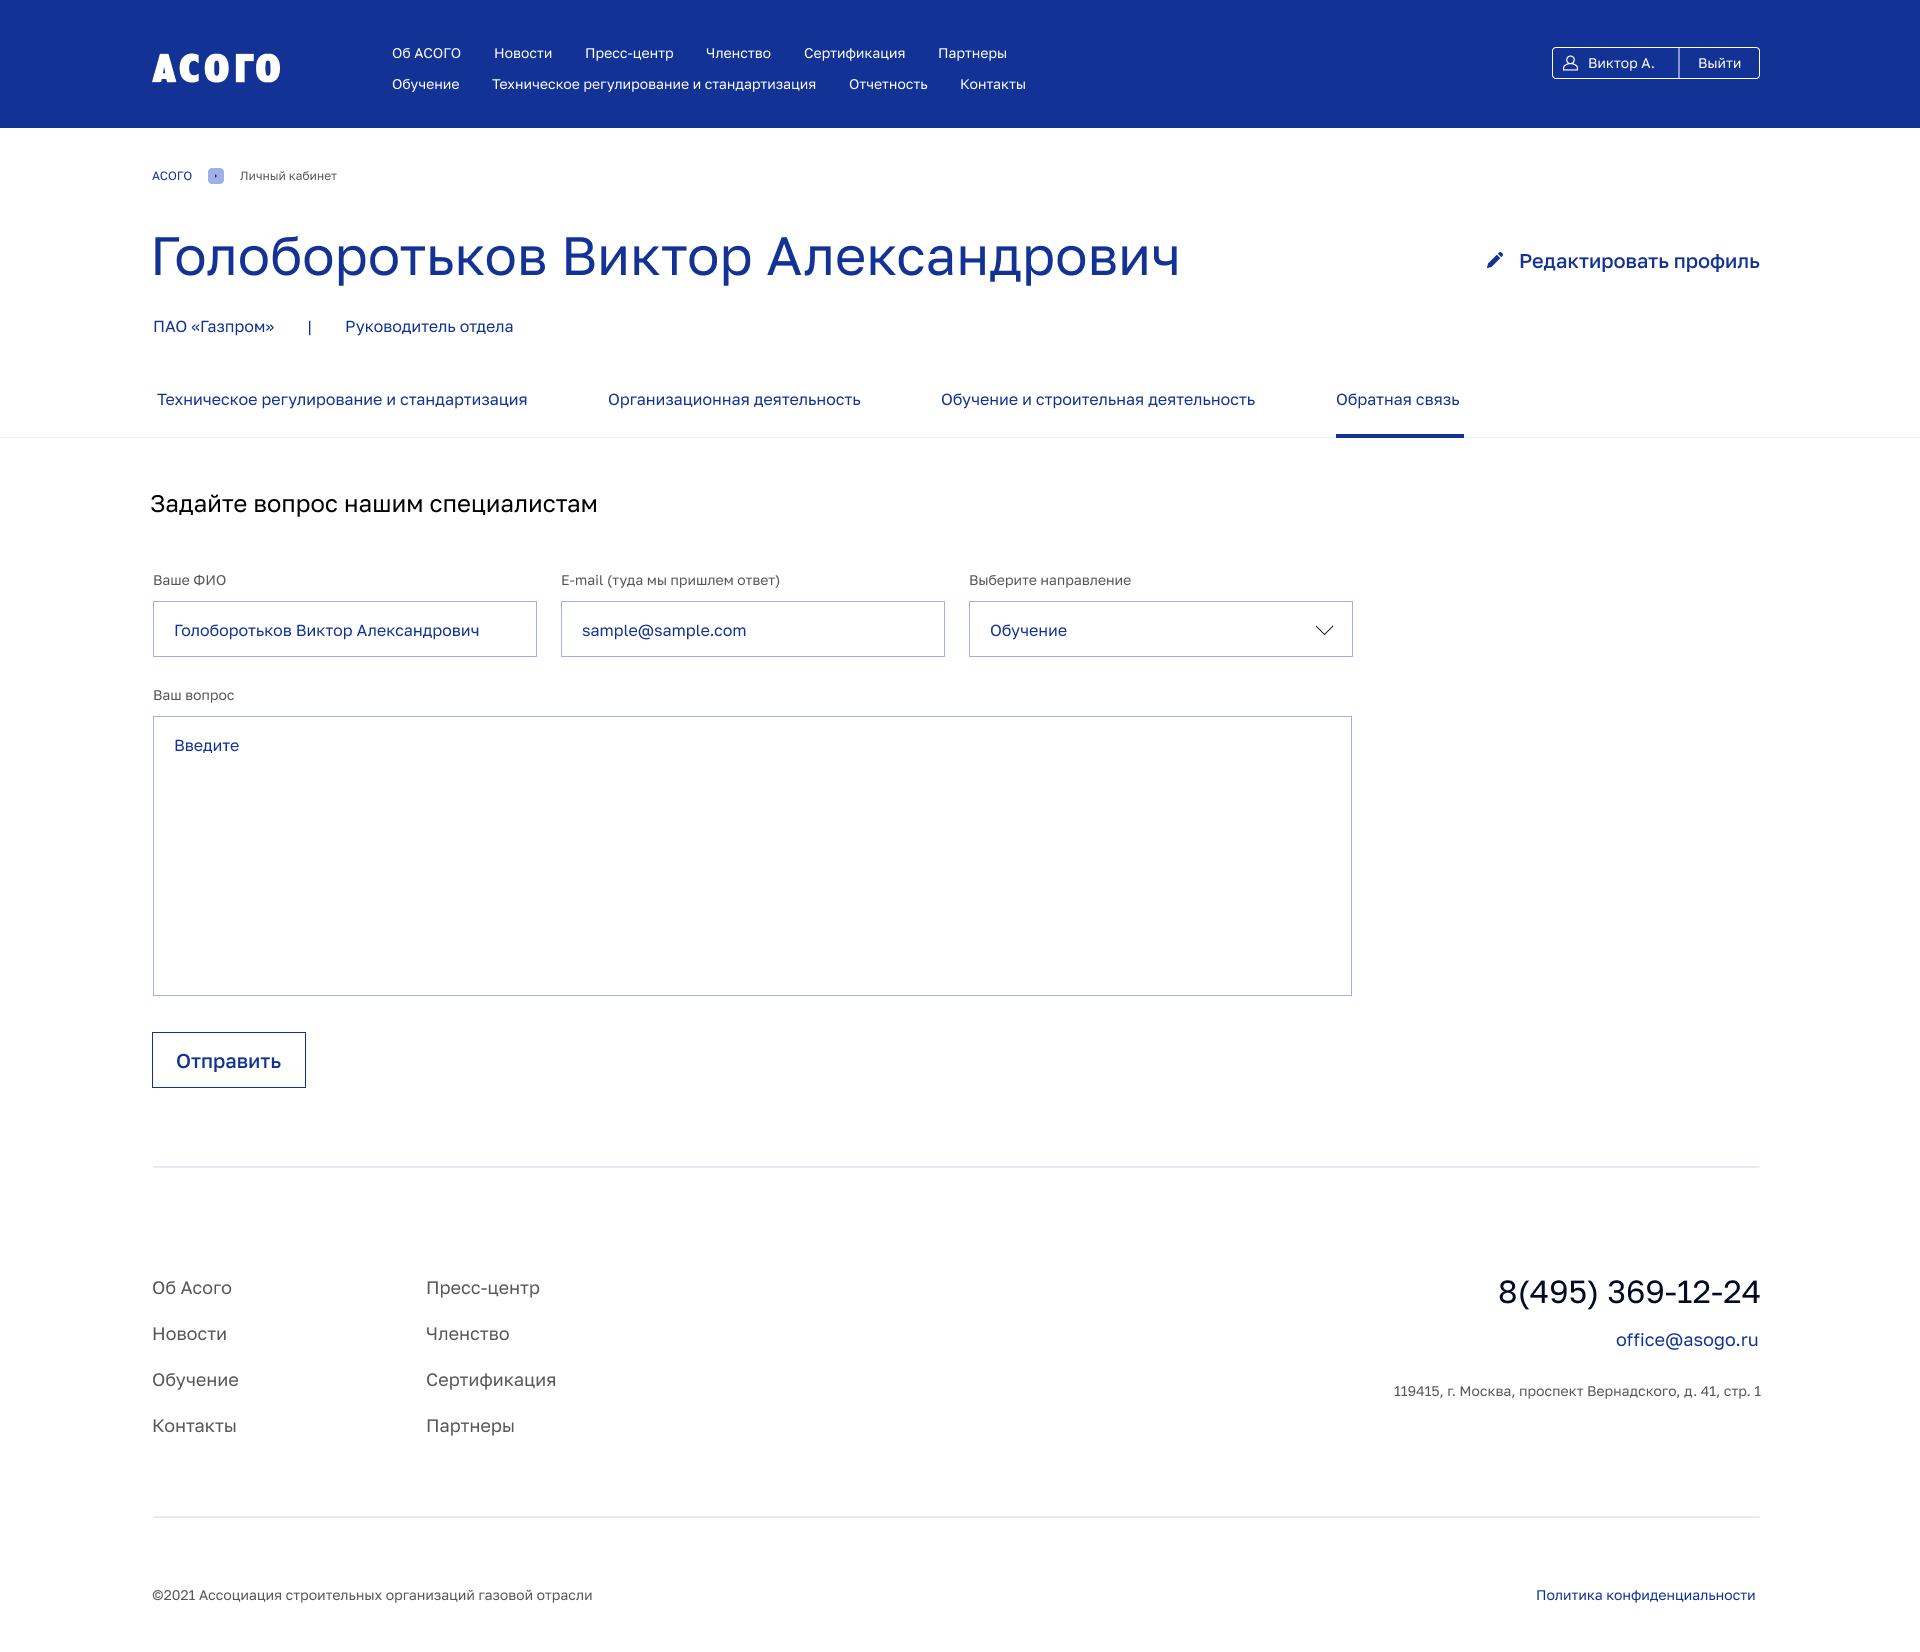 АСОГО
Об АСОГО Новости Пресс-центр Членство Сертификация Партнеры
Обучение Техническое регулирование и стандартизация Отчетность Контакты
Виктор А. Выйти
АСОГО Личный кабинет
Голоборотьков Виктор Александрович
Редактировать профиль
ПАО «Газпром» | Руководитель отдела
Техническое регулирование и стандартизация Организационная деятельность Обучение и строительная деятельность Обратная связь
Задайте вопрос нашим специалистам
Ваше ФИО E-mail (туда мы пришлем ответ) Выберите направление
Голоборотьков Виктор Александрович sample@sample.com Обучение
Ваш вопрос
Введите
Отправить
Об Асого Пресс-центр
Новости Членство
Обучение Сертификация
Контакты Партнеры
8(495) 369-12-24
office@asogo.ru
119415, г. Москва, проспект Вернадского, д. 41, стр. 1
©2021 Ассоциация строительных организаций газовой отрасли
Политика конфиденциальности